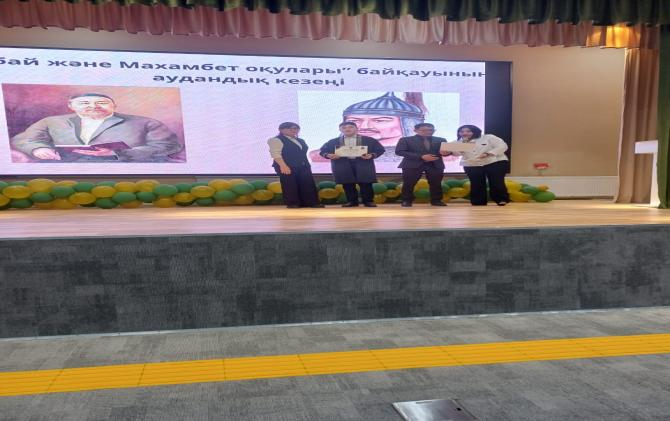 бай және Махамбет оқулары” байқауының
аудандық кезеңі